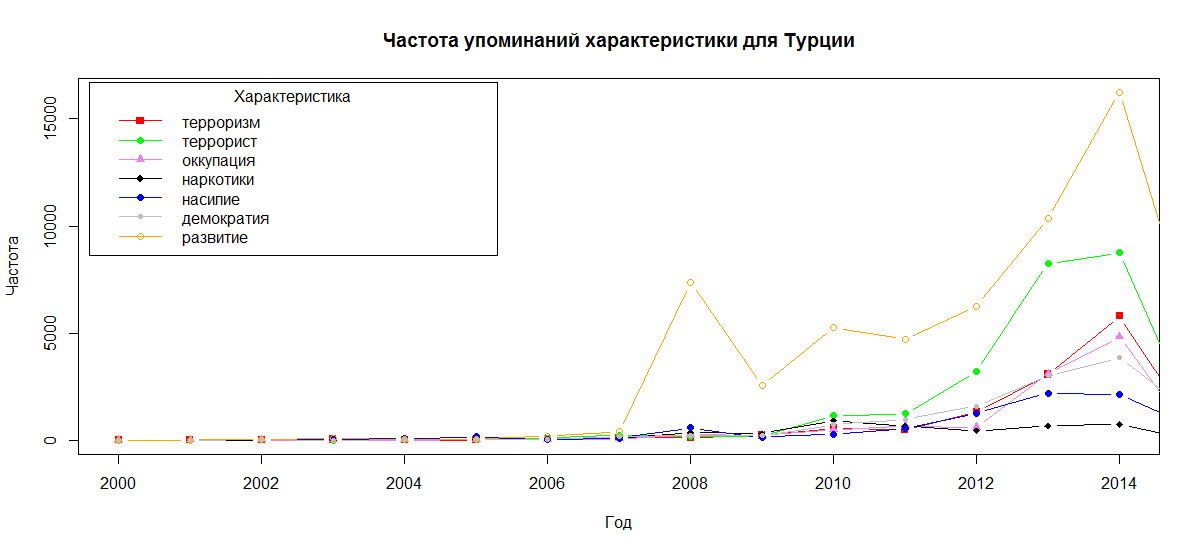 Частота упоминаний характеристики для Турции
Характеристика
терроризм
террорист
оккупация
наркотики
насилие
демократия
развитие
Частота
0
5000
10000
15000
2000
2002
2004
2006
2008
2010
2012
2014
Год